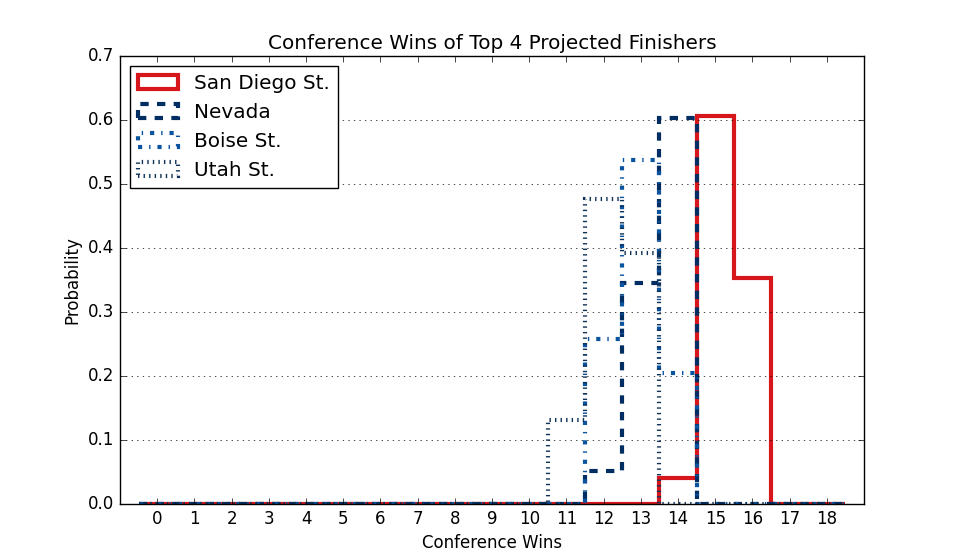 Conference Wins of Top 4 Projected Finishers
San Diego St.
Nevada
Boise St.
Utah St.
0.7
0.6
0.5
0.4
0.3
0.2
0.1
0.0
Probability
0 1 2 3 4 5 6 7 8 9 10 11 12 13 14 15 16 17 18
Conference Wins